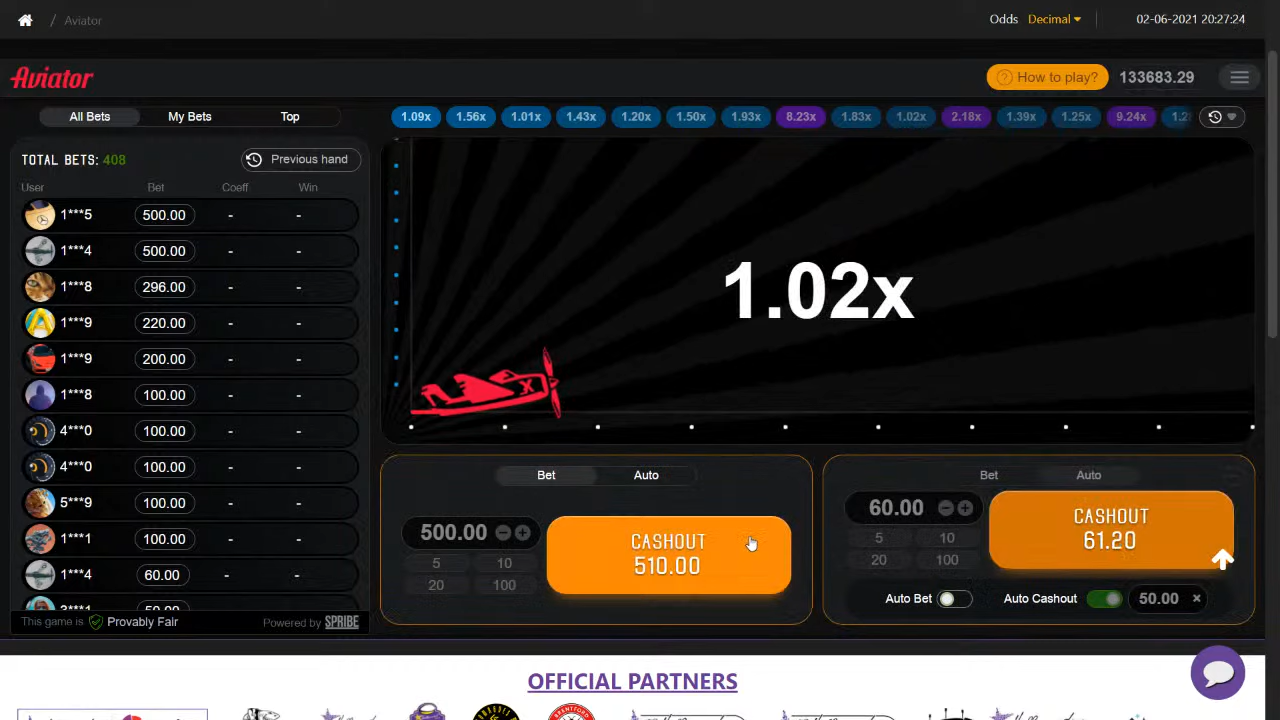 / Aviator
Odds Decimal
02-06-2021 20:27:24
Aviator
? How to play?
133683.29
All Bets
My Bets
Top
1.09x 1.56x 1.01x 1.43x 1.20x 1.50x 1.93x 8.23x 1.83x 1.02x 2.18x 1.39x 1.25x 9.24x
TOTAL BETS: 408
Previous hand
User Bet Coeff Win
1***5 500.00 - -
1***4 500.00 - -
1***8 296.00 - -
1***9 220.00 - -
1***9 200.00 - -
1***8 100.00 - -
4***0 100.00 - -
4***0 100.00 - -
5***9 100.00 - -
1***1 100.00 - -
1***4 60.00 - -
This game is Provably Fair
Powered by SPRIBE
1.02x
X
Bet Auto
500.00
5 10
20 100
CASHOUT
510.00
Bet Auto
60.00
5 10
20 100
CASHOUT
61.20
Auto Bet
Auto Cashout
50.00 ×
OFFICIAL PARTNERS